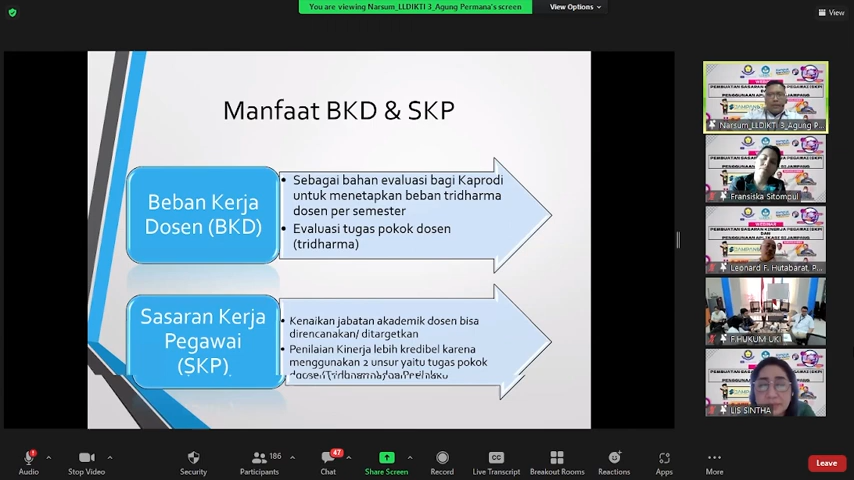 You are viewing Narsum_LLDIKTI 3_Agung Permana's screen
View Options
View
Manfaat BKD & SKP
Beban Kerja
Dosen (BKD)
• Sebagai bahan evaluasi bagi Kaprodi
untuk menetapkan beban tridharma
dosen per semester
• Evaluasi tugas pokok dosen
(tridharma)
Sasaran Kerja
Pegawai
(SKP)
• Kenaikan jabatan akademik dosen bisa
direncanakan/ ditargetkan
• Penilaian Kinerja lebih kredibel karena
menggunakan 2 unsur yaitu tugas pokok
Narsum_LLDIKTI 3_Agung P...
Fransiska Sitompul
Leonard F. Hutabarat, P...
F.HUKUM UKI
LIS SINTHA
Audio
Stop Video
Security
Participants
186
Chat
47
Share Screen
Record
CC
Live Transcript
Breakout Rooms
Reactions
Apps
More
Leave